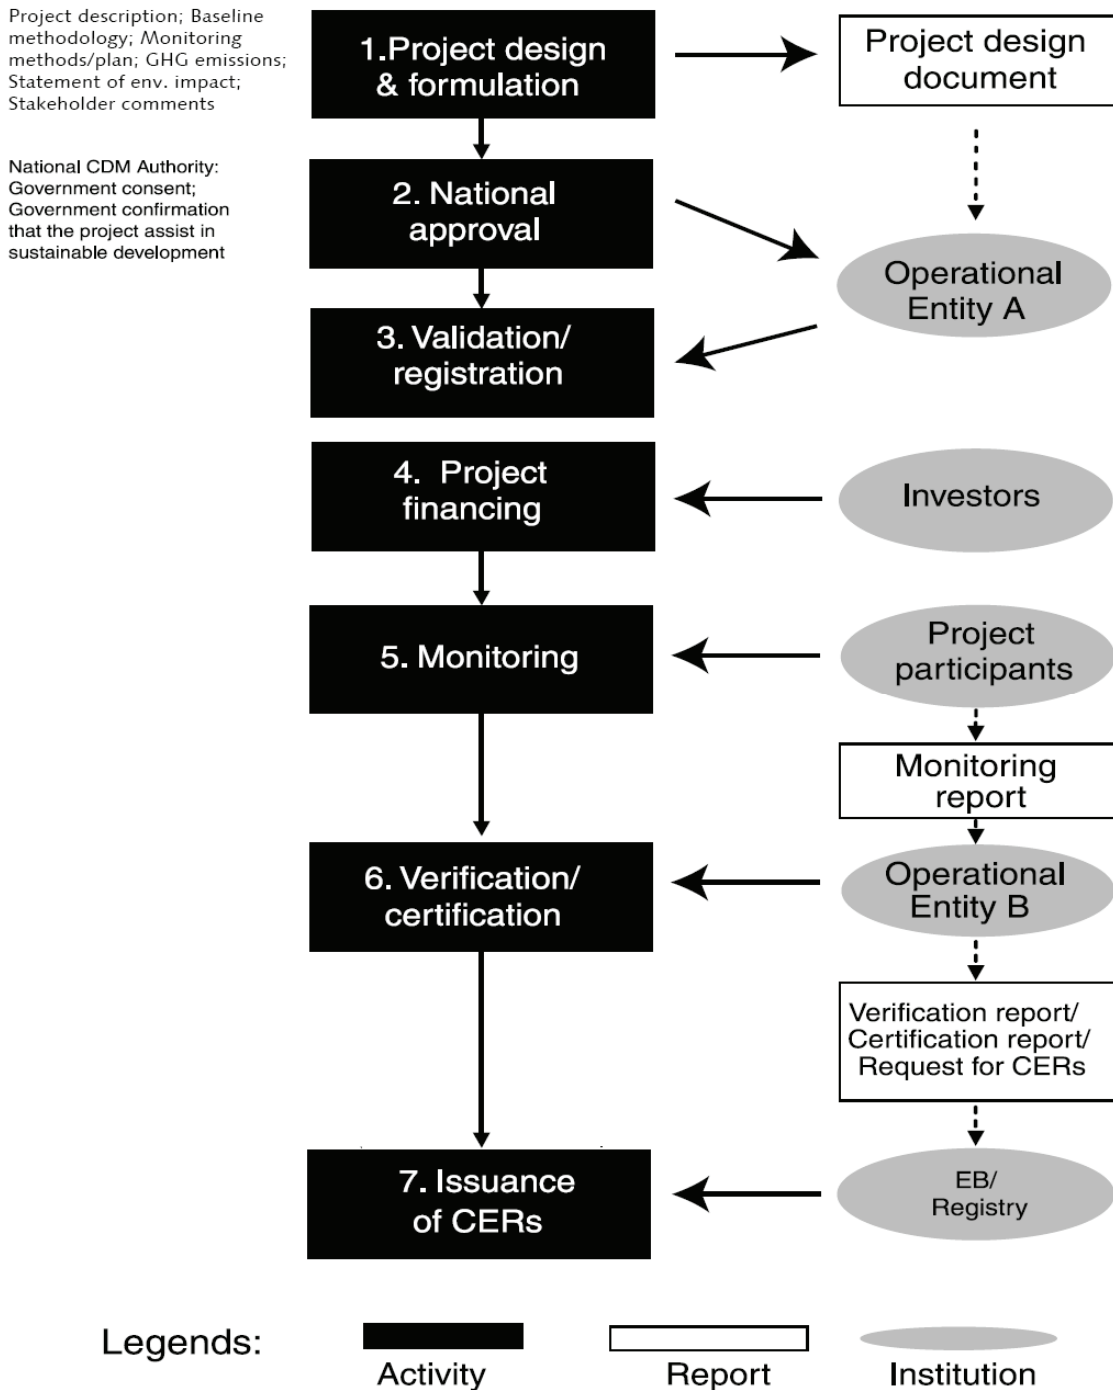 Project description; Baseline
methodology; Monitoring
methods/plan; GHG emissions;
Statement of env. impact;
Stakeholder comments
1.Project design
& formulation
Project design
document
National CDM Authority:
Government consent;
Government confirmation
that the project assist in
sustainable development
2. National
approval
Operational
Entity A
3. Validation/
registration
4. Project
financing
Investors
5. Monitoring
Project
participants
Monitoring
report
6. Verification/
certification
Operational
Entity B
Verification report/
Certification report/
Request for CERs
7. Issuance
of CERs
EB/
Registry
Legends:
Activity
Report
Institution